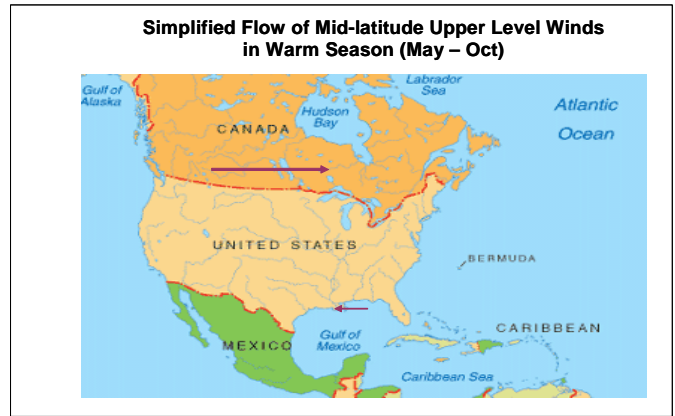 Simplified Flow of Mid-latitude Upper Level Winds
in Warm Season (May – Oct)
Gulf of
Alaska
Labrador
Sea
Hudson
Bay
CANADA
Atlantic
Ocean
UNITED STATES
BERMUDA
Gulf of
Mexico
MEXICO
CARIBBEAN
Caribbean Sea